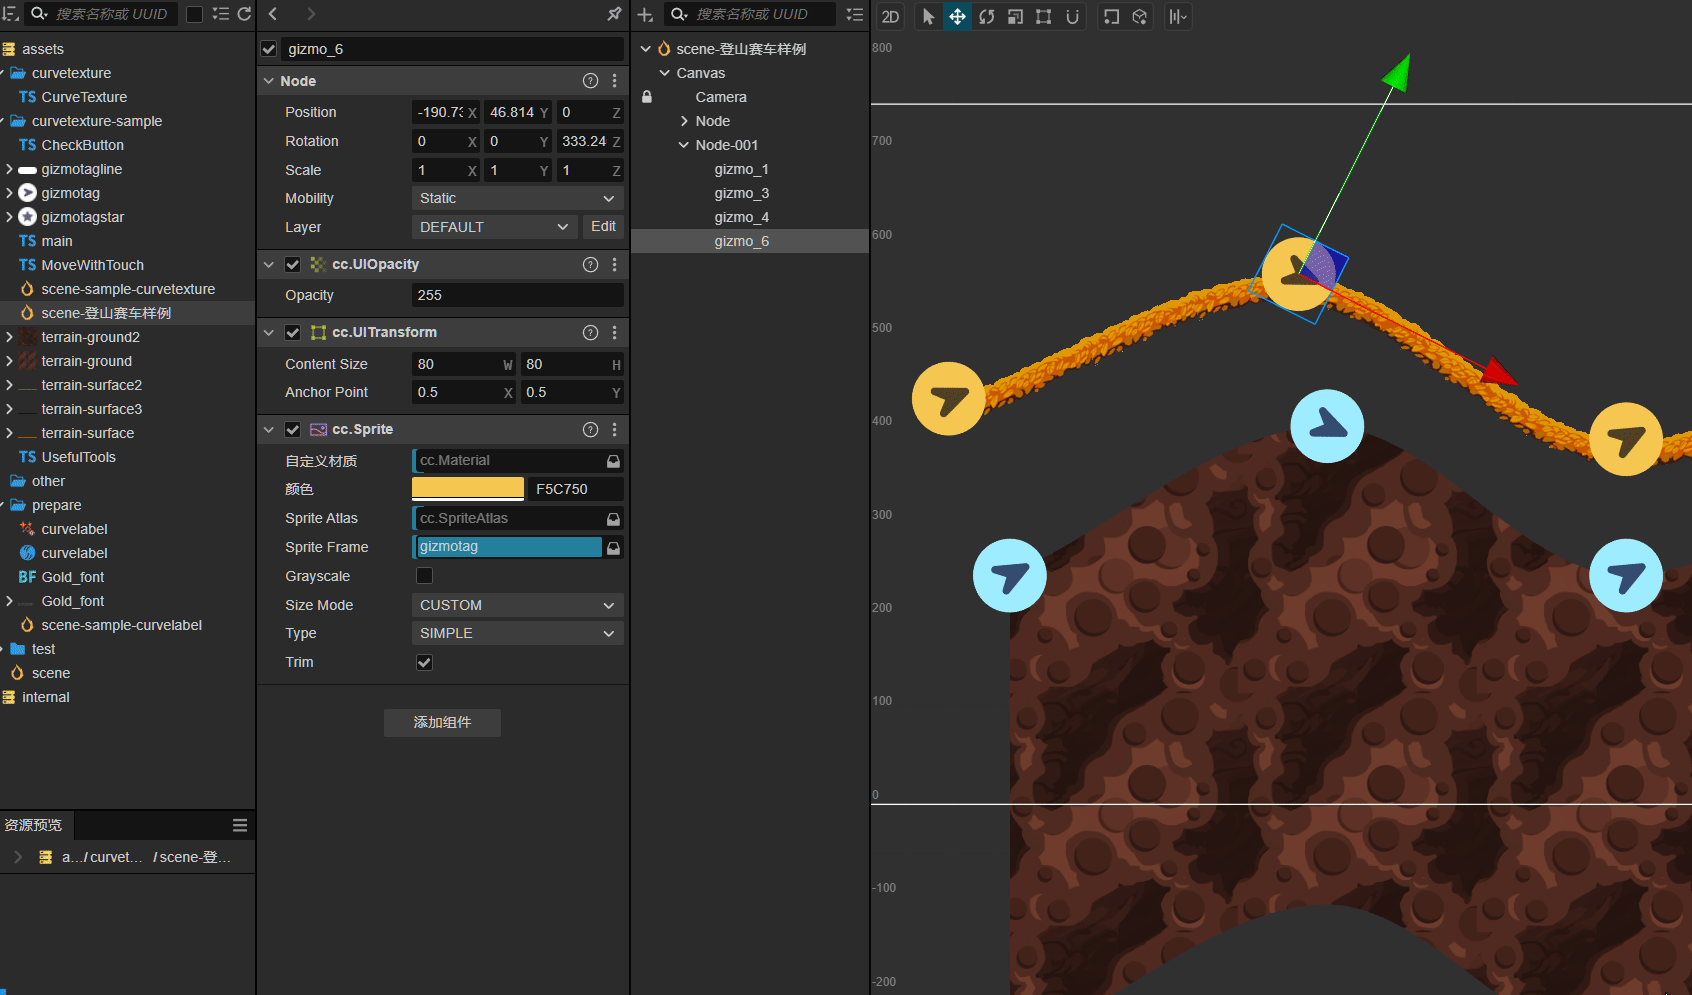 搜索名称或 UUID
assets
curvetexture
TS CurveTexture
curvetexture-sample
TS CheckButton
gizmotagline
gizmotag
gizmotagstar
TS main
TS MoveWithTouch
scene-sample-curvetexture
scene-登山赛车样例
terrain-ground2
terrain-ground
terrain-surface2
terrain-surface3
terrain-surface
TS UsefulTools
other
prepare
curvelabel
curvelabel
BF Gold_font
Gold_font
scene-sample-curvelabel
test
scene
internal
资源预览
a.../curvet... /scene-登...
gizmo_6
Node
Position -190.73 X 46.814 Y 0 Z
Rotation 0 X 0 Y 333.24 Z
Scale 1 X 1 Y 1 Z
Mobility Static
Layer DEFAULT Edit
cc.UIOpacity
Opacity 255
cc.UITransform
Content Size 80 W 80 H
Anchor Point 0.5 X 0.5 Y
cc.Sprite
自定义材质 cc.Material
颜色 F5C750
Sprite Atlas cc.SpriteAtlas
Sprite Frame gizmotag
Grayscale
Size Mode CUSTOM
Type SIMPLE
Trim
添加组件
搜索名称或 UUID
scene-登山赛车样例
Canvas
Camera
Node
Node-001
gizmo_1
gizmo_3
gizmo_4
gizmo_6
2D
800
700
600
500
400
300
200
100
0
-100
-200